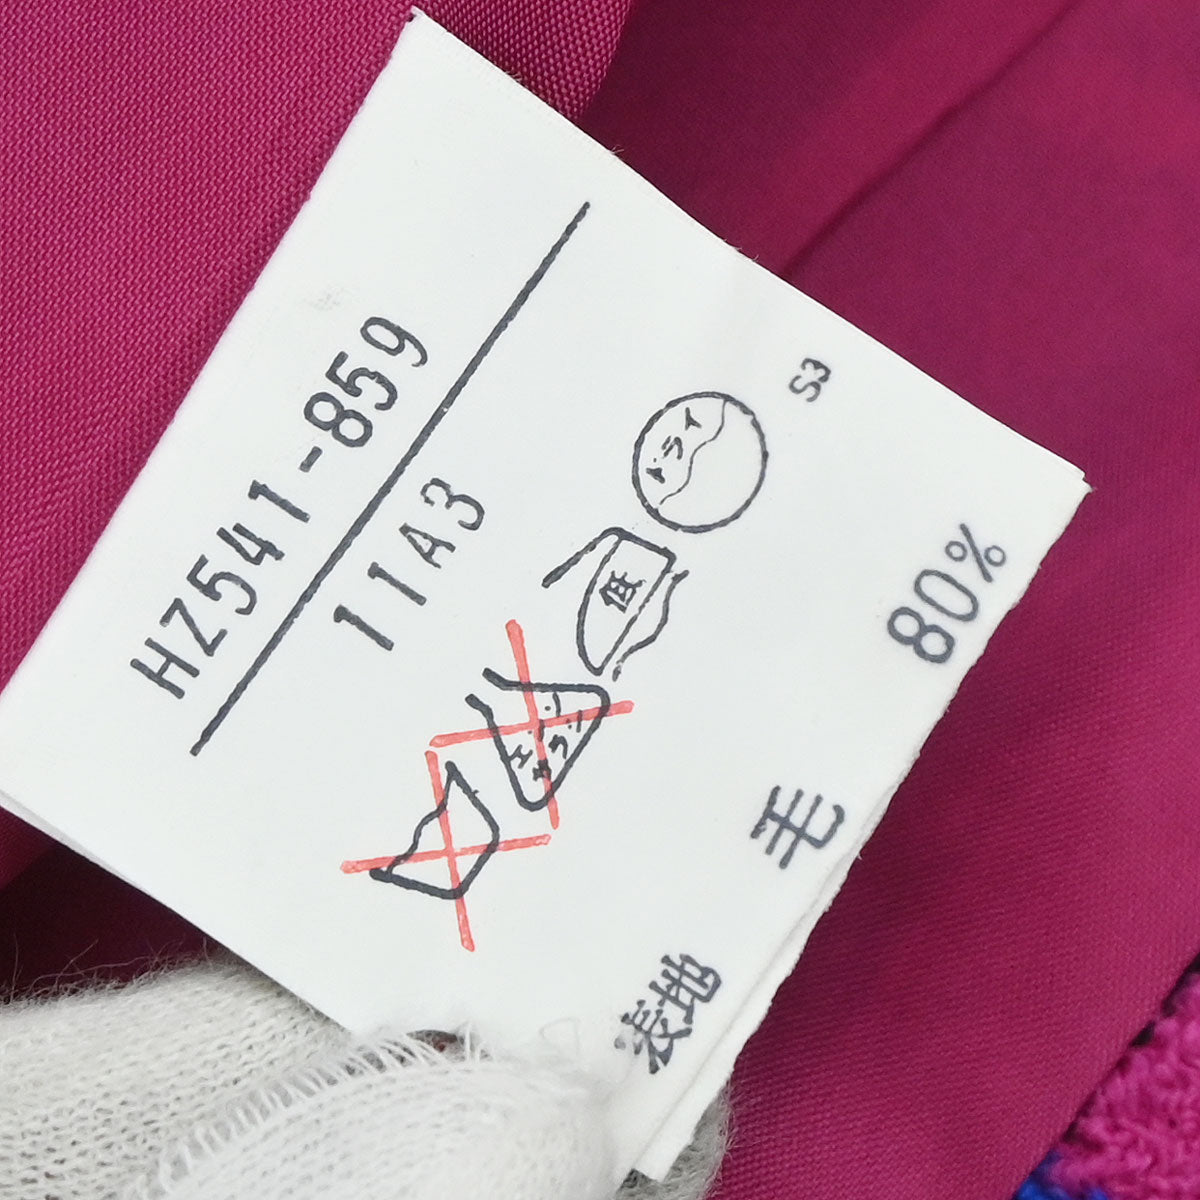 HZ541-859
11A3
エンソ
サラシ
低
ドライ
S3
表地 毛 80%